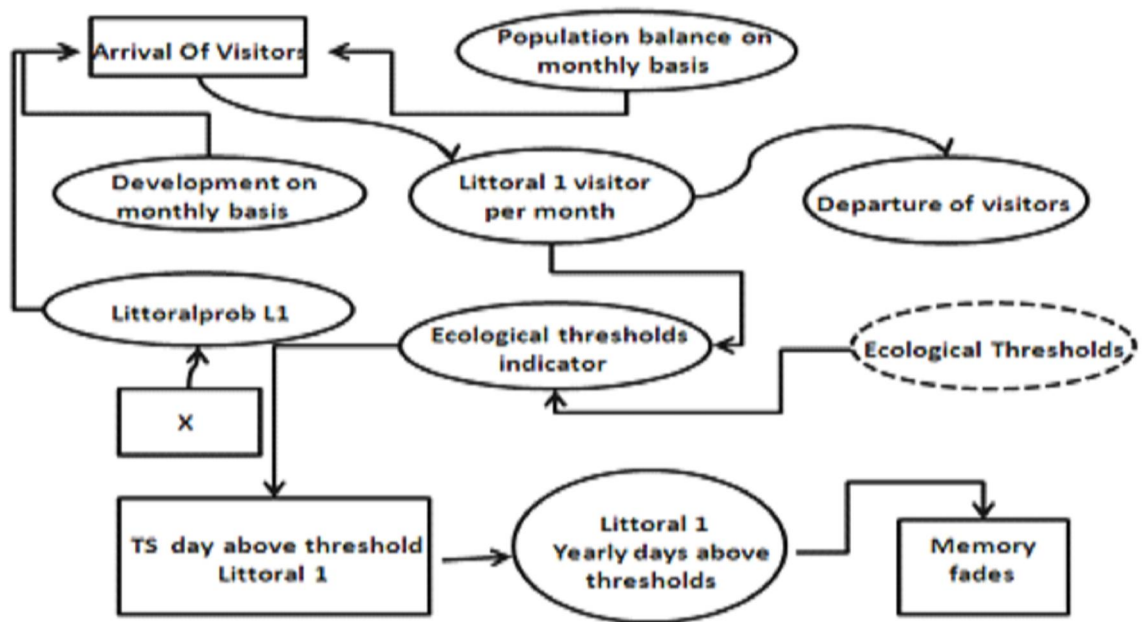 Arrival Of Visitors
Population balance on
monthly basis
Development on
monthly basis
Littoral 1 visitor
per month
Departure of visitors
Littoralprob L1
Ecological thresholds
indicator
Ecological Thresholds
X
TS day above threshold
Littoral 1
Littoral 1
Yearly days above
thresholds
Memory
fades